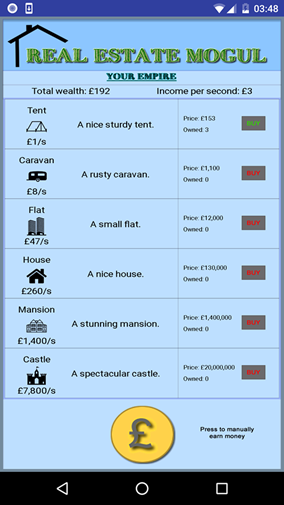 03:48
REAL ESTATE MOGUL
YOUR EMPIRE
Total wealth: £192 Income per second: £3
Tent
£1/s
A nice sturdy tent.
Price: £153
Owned: 3
BUY
Caravan
£8/s
A rusty caravan.
Price: £1,100
Owned: 0
BUY
Flat
£47/s
A small flat.
Price: £12,000
Owned: 0
BUY
House
£260/s
A nice house.
Price: £130,000
Owned: 0
BUY
Mansion
£1,400/s
A stunning mansion.
Price: £1,400,000
Owned: 0
BUY
Castle
£7,800/s
A spectacular castle.
Price: £20,000,000
Owned: 0
BUY
£
Press to manually
earn money